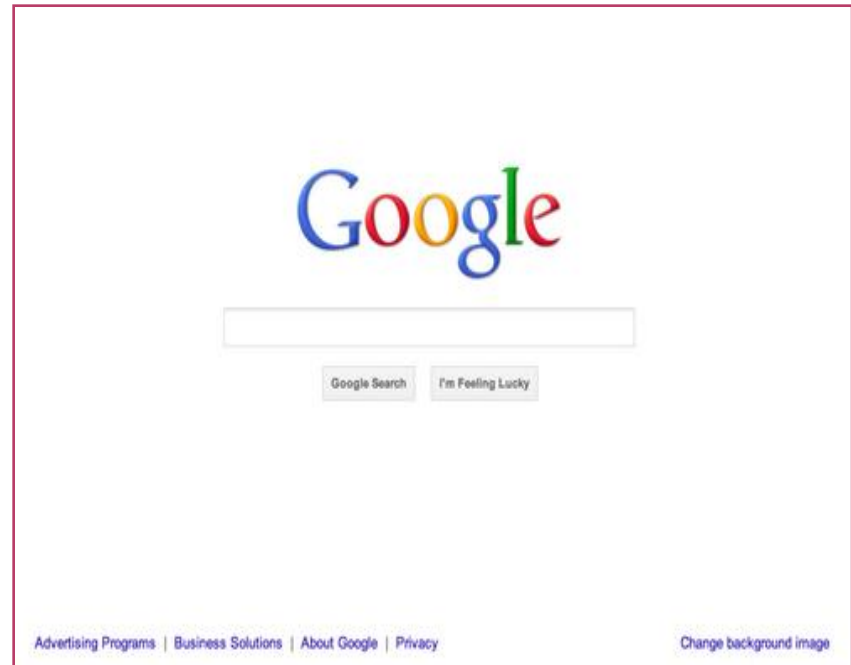 Google
Google Search I'm Feeling Lucky
Advertising Programs | Business Solutions | About Google | Privacy Change background image